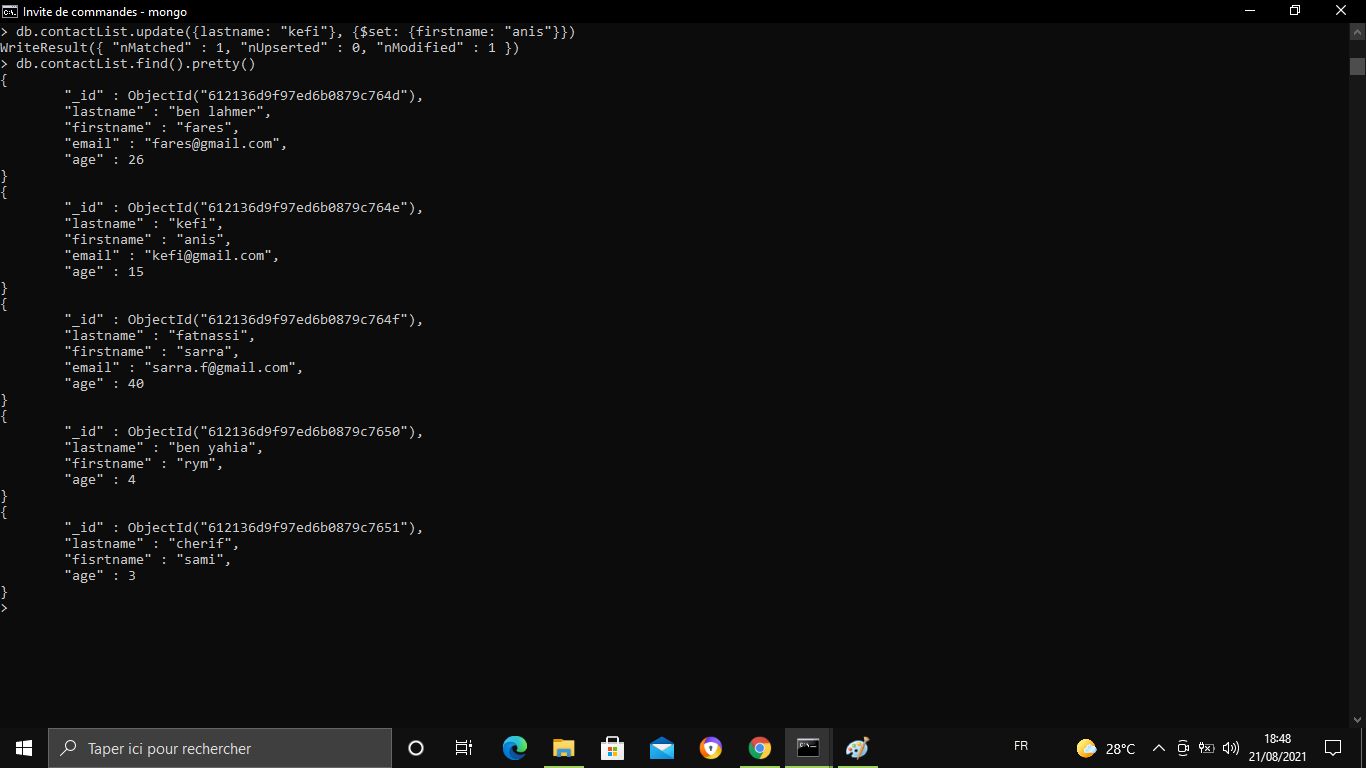 Invite de commandes - mongo
> db.contactList.update({lastname: "kefi"}, {$set: {firstname: "anis"}})
WriteResult({ "nMatched" : 1, "nUpserted" : 0, "nModified" : 1 })
> db.contactList.find().pretty()
{
"_id" : ObjectId("612136d9f97ed6b0879c764d"),
"lastname" : "ben lahmer",
"firstname" : "fares",
"email" : "fares@gmail.com",
"age" : 26
}
{
"_id" : ObjectId("612136d9f97ed6b0879c764e"),
"lastname" : "kefi",
"firstname" : "anis",
"email" : "kefi@gmail.com",
"age" : 15
}
{
"_id" : ObjectId("612136d9f97ed6b0879c764f"),
"lastname" : "fatnassi",
"firstname" : "sarra",
"email" : "sarra.f@gmail.com",
"age" : 40
}
{
"_id" : ObjectId("612136d9f97ed6b0879c7650"),
"lastname" : "ben yahia",
"firstname" : "rym",
"age" : 4
}
{
"_id" : ObjectId("612136d9f97ed6b0879c7651"),
"lastname" : "cherif",
"fisrtname" : "sami",
"age" : 3
}
>
Taper ici pour rechercher
FR
28°C
18:48
21/08/2021